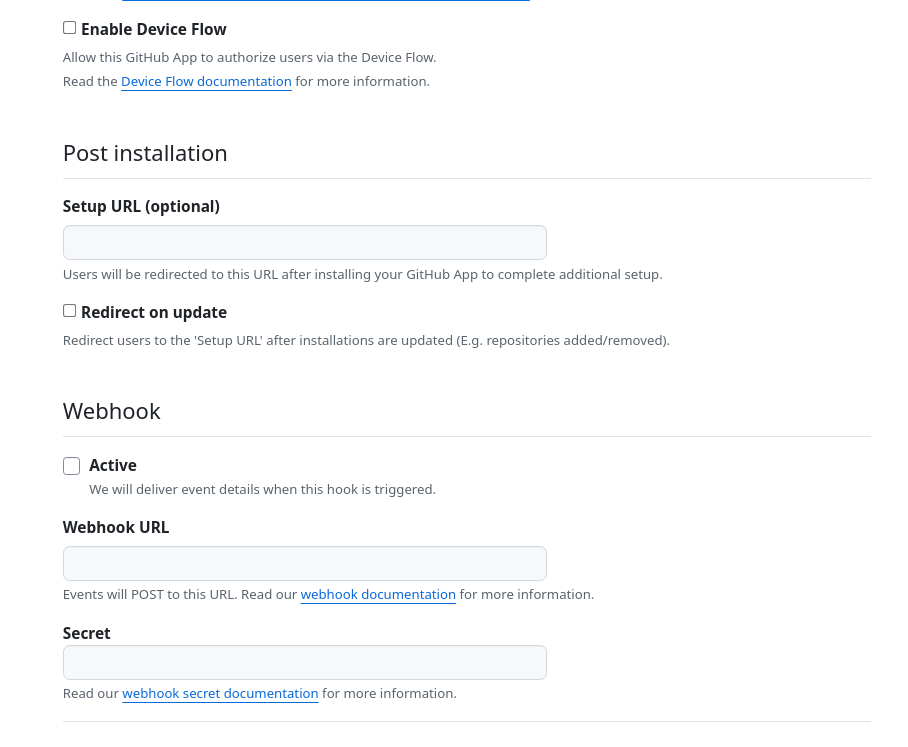 Enable Device Flow
Allow this GitHub App to authorize users via the Device Flow.
Read the Device Flow documentation for more information.
Post installation
Setup URL (optional)
Users will be redirected to this URL after installing your GitHub App to complete additional setup.
Redirect on update
Redirect users to the 'Setup URL' after installations are updated (E.g. repositories added/removed).
Webhook
Active
We will deliver event details when this hook is triggered.
Webhook URL
Events will POST to this URL. Read our webhook documentation for more information.
Secret
Read our webhook secret documentation for more information.